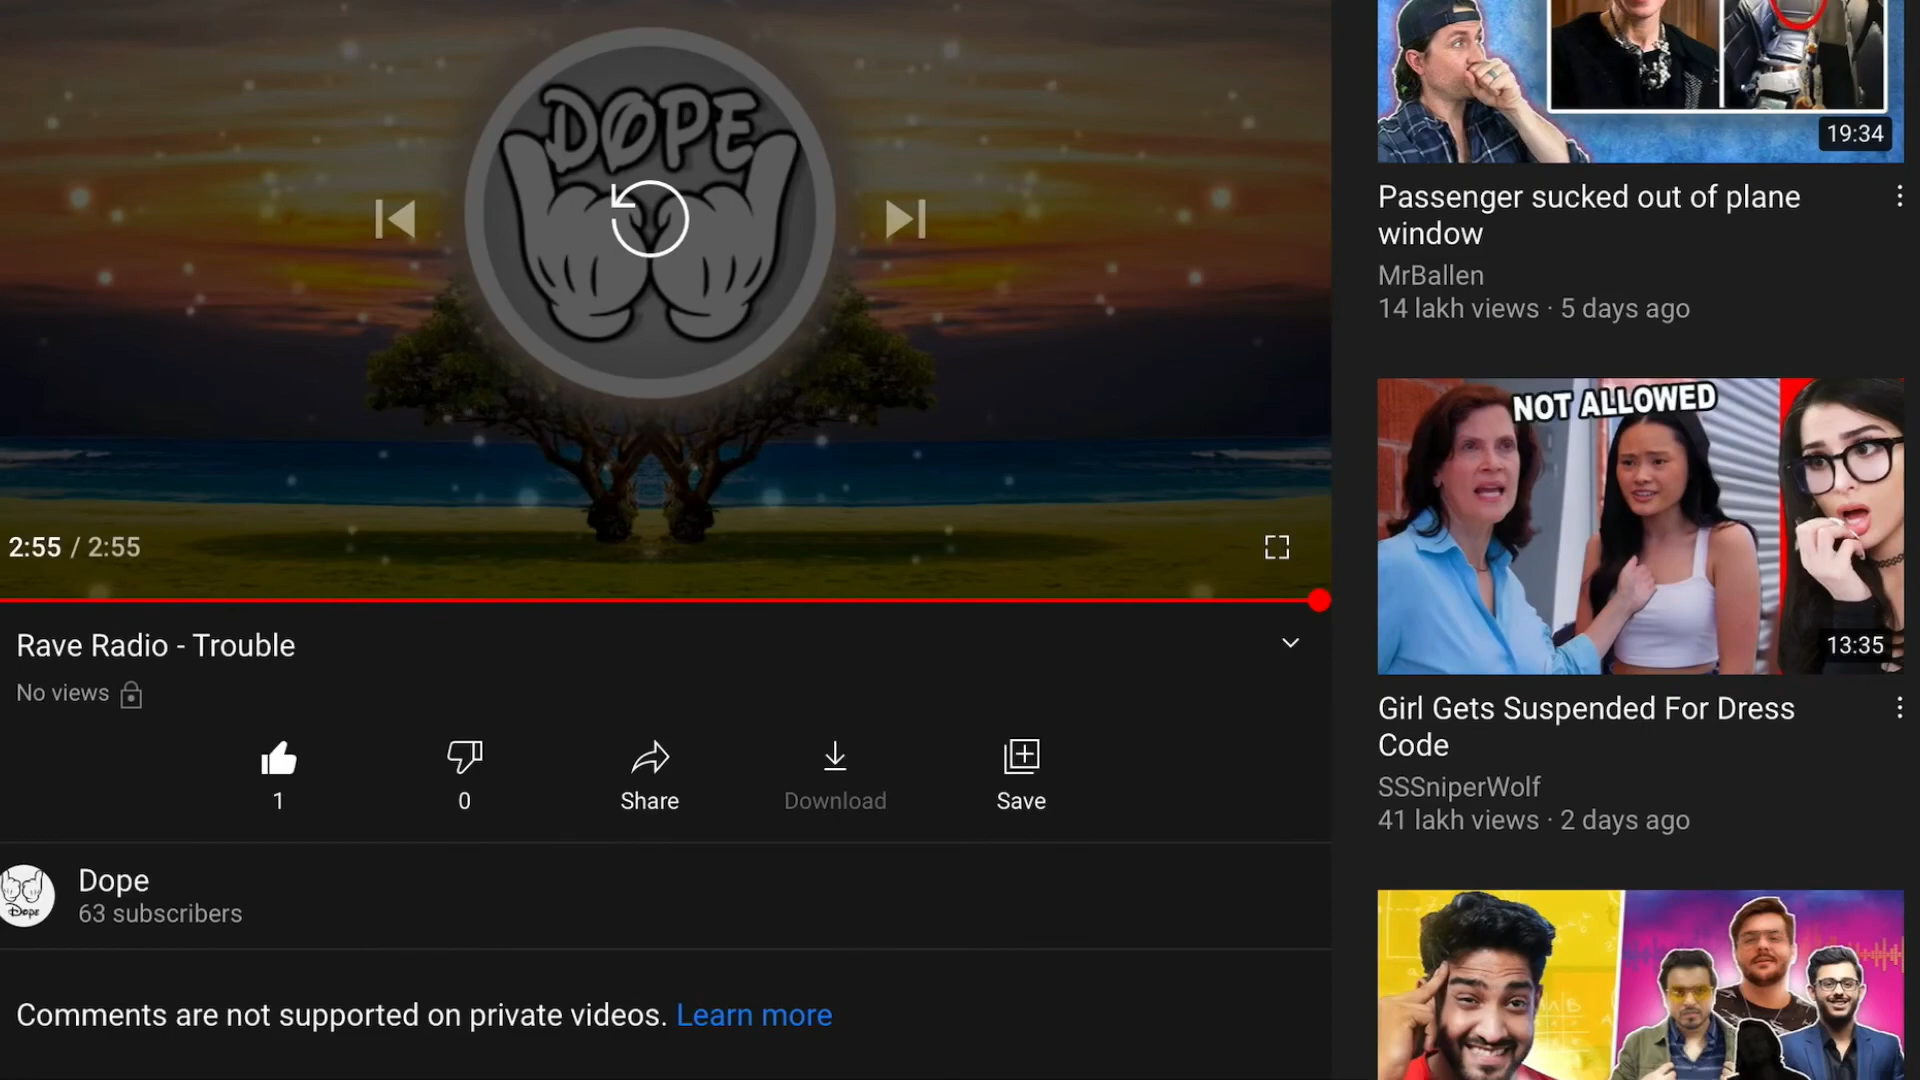 DOPE
2:55 / 2:55
Rave Radio - Trouble
No views
1
0
Share
Download
Save
Dope
Dope
63 subscribers
Comments are not supported on private videos. Learn more
19:34
Passenger sucked out of plane
window
MrBallen
14 lakh views · 5 days ago
NOT ALLOWED
13:35
Girl Gets Suspended For Dress
Code
SSSniperWolf
41 lakh views · 2 days ago